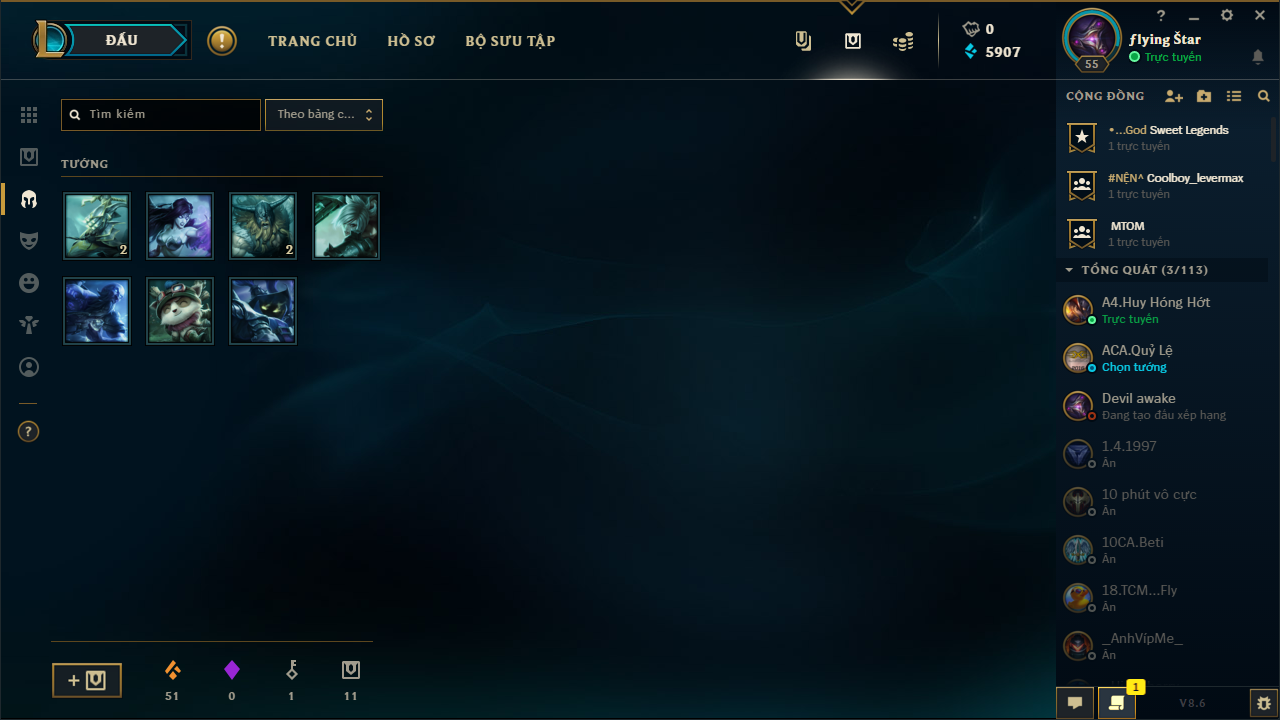 ĐẤU
TRANG CHỦ
HỒ SƠ
BỘ SƯU TẬP
0
5907
55
ƒlying Štar
Trực tuyến
Tìm kiếm
Theo bảng c...
TƯỚNG
2
2
51
0
1
11
CỘNG ĐỒNG
•...God Sweet Legends
1 trực tuyến
#NỆN^ Coolboy_levermax
1 trực tuyến
MTOM
1 trực tuyến
TỔNG QUÁT (3/113)
A4.Huy Hóng Hớt
Trực tuyến
ACA.Quỷ Lệ
Chọn tướng
Devil awake
Đang tạo đấu xếp hạng
1.4.1997
Ẩn
10 phút vô cực
Ẩn
10CA.Beti
Ẩn
18.TCM...Fly
Ẩn
_AnhVípMe_
Ẩn
1
V8.6